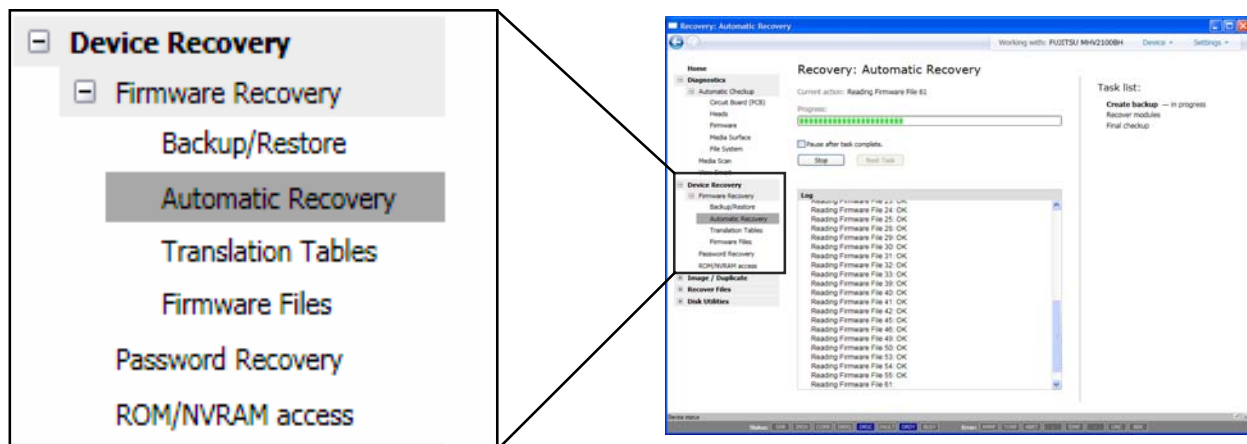 Device Recovery
Firmware Recovery
Backup/Restore
Automatic Recovery
Translation Tables
Firmware Files
Password Recovery
ROM/NVRAM access
Recovery: Automatic Recovery
Working with: FUJITSU MHV2100BH Device Settings
Home
Diagnostics
Automatic Checkup
Circuit Board (PCB)
Heads
Firmware
Media Surface
File System
Media Scan
Device Recovery
Firmware Recovery
Backup/Restore
Automatic Recovery
Translation Tables
Firmware Files
Password Recovery
ROM/NVRAM access
Image / Duplicate
Recover Files
Disk Utilities
Recovery: Automatic Recovery
Current action: Reading Firmware File 61
Progress:
Pause after task complete.
Stop Next Task
Log
Reading Firmware File 23: OK
Reading Firmware File 24: OK
Reading Firmware File 25: OK
Reading Firmware File 28: OK
Reading Firmware File 29: OK
Reading Firmware File 30: OK
Reading Firmware File 31: OK
Reading Firmware File 32: OK
Reading Firmware File 33: OK
Reading Firmware File 39: OK
Reading Firmware File 40: OK
Reading Firmware File 41: OK
Reading Firmware File 42: OK
Reading Firmware File 45: OK
Reading Firmware File 46: OK
Reading Firmware File 49: OK
Reading Firmware File 50: OK
Reading Firmware File 53: OK
Reading Firmware File 54: OK
Reading Firmware File 55: OK
Reading Firmware File 61
Task list:
Create backup — in progress
Recover modules
Final checkup
Device status
Status:
Error: